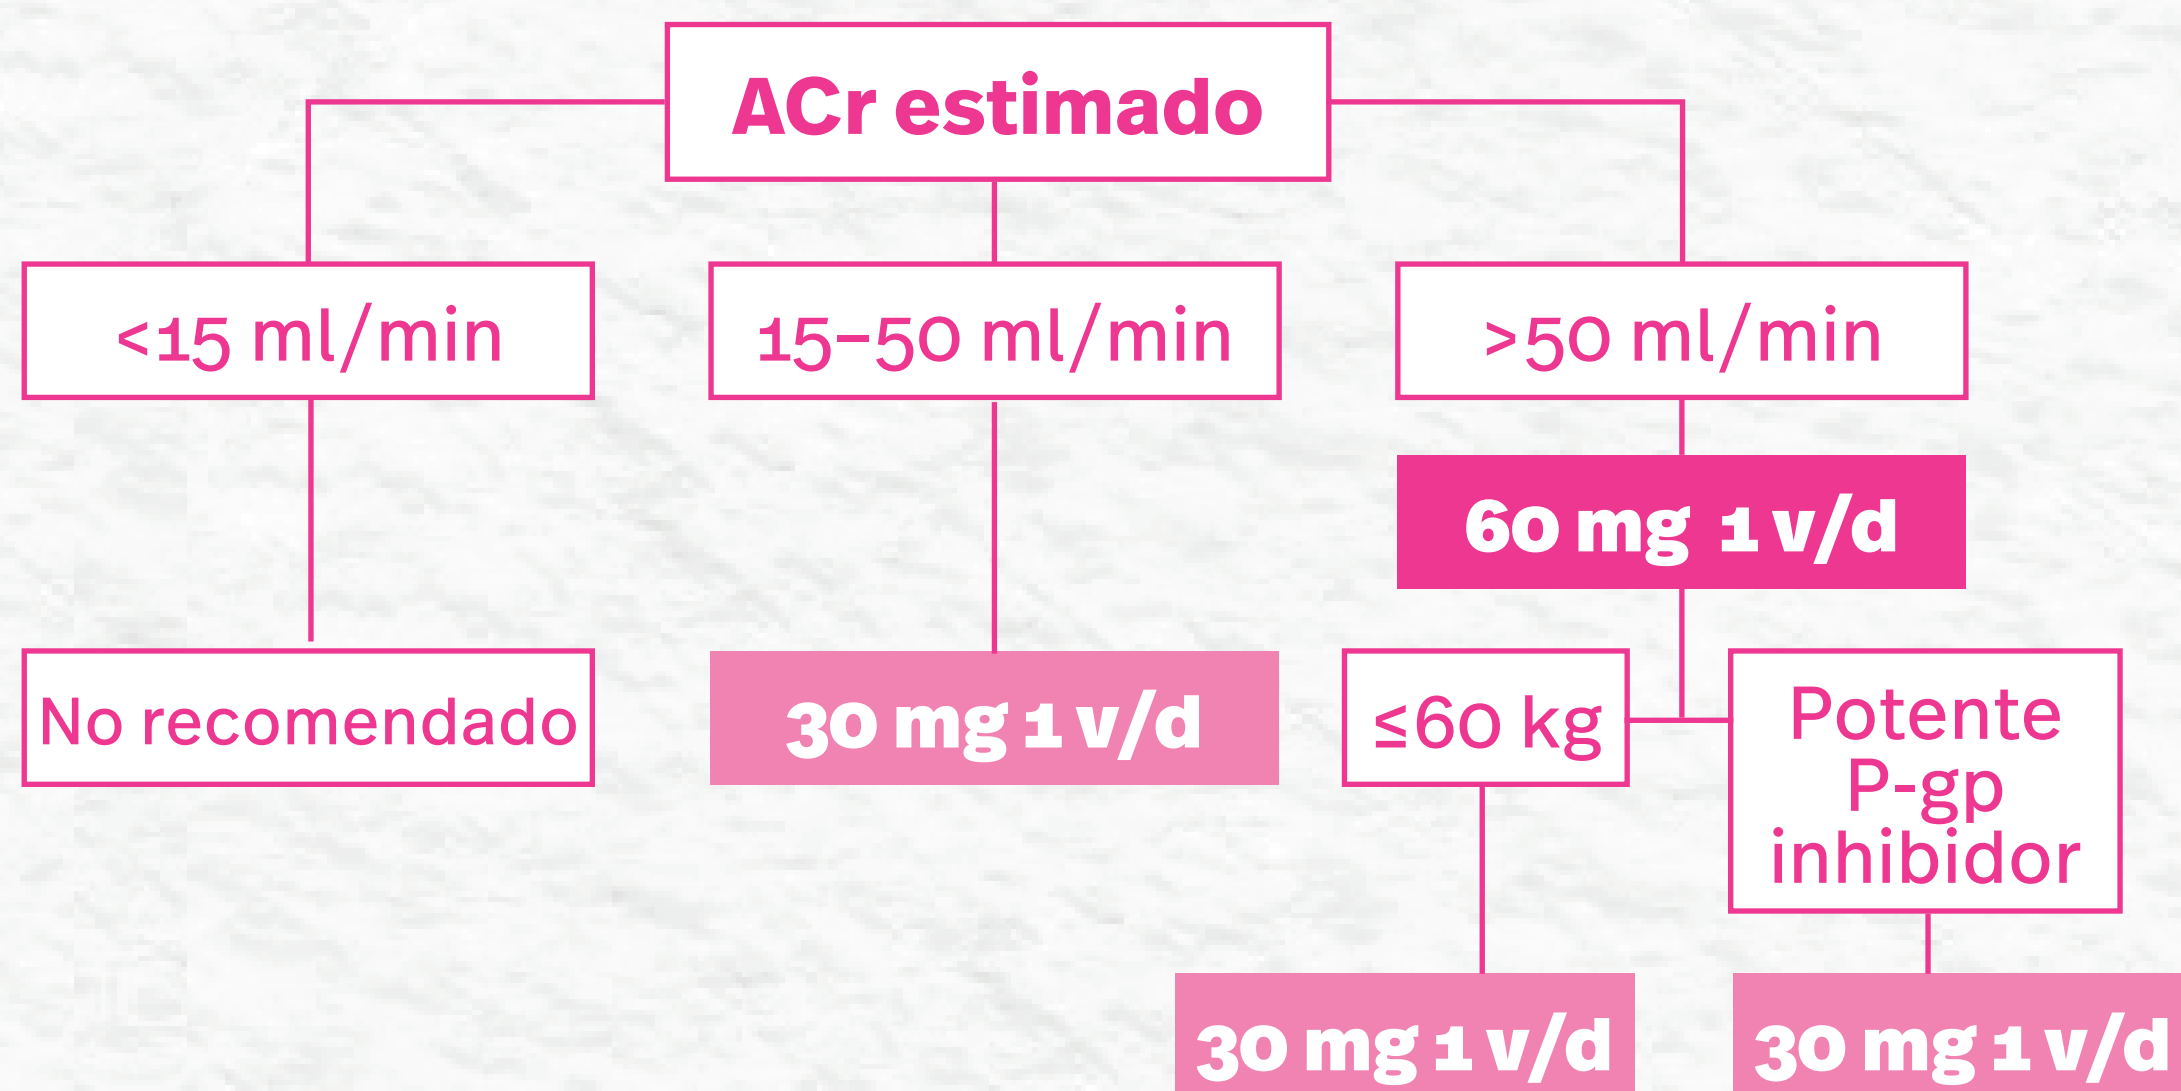 ACr estimado
<15 ml/min
15–50 ml/min
>50 ml/min
60 mg 1 v/d
No recomendado
30 mg 1 v/d
≤60 kg
Potente
P-gp
inhibidor
30 mg 1 v/d
30 mg 1 v/d